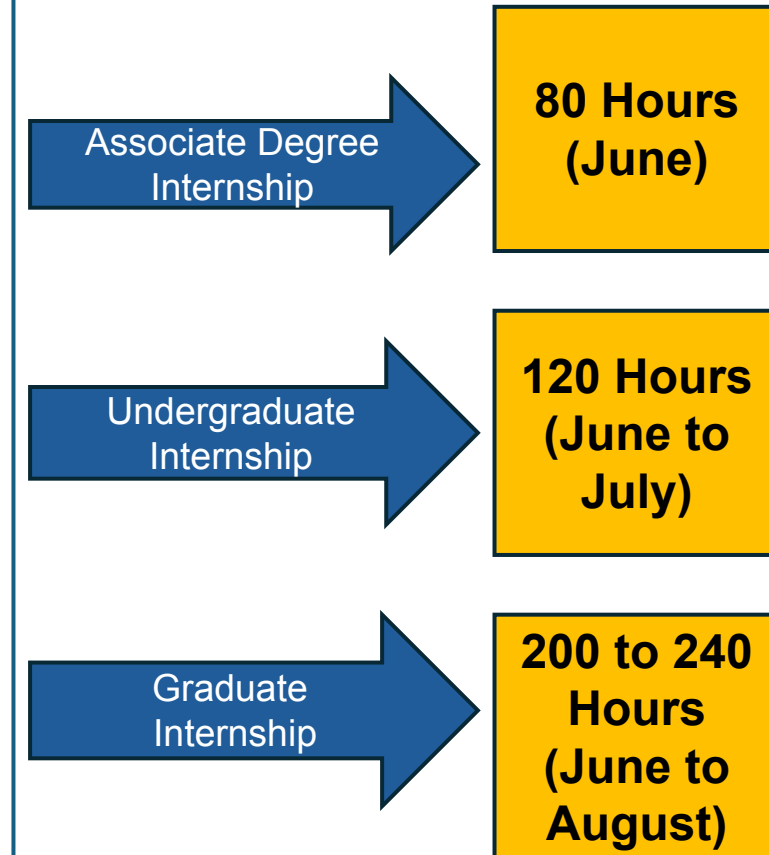 Associate Degree
Internship
80 Hours
(June)
Undergraduate
Internship
120 Hours
(June to
July)
Graduate
Internship
200 to 240
Hours
(June to
August)